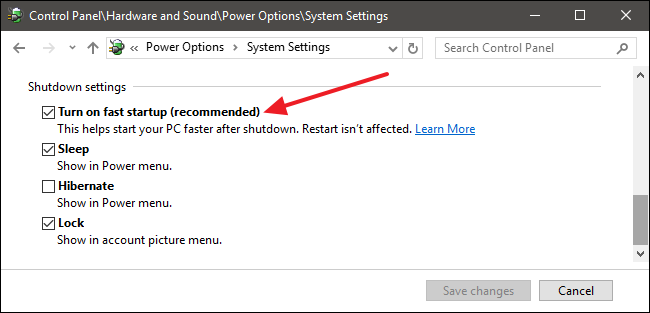 Control Panel\Hardware and Sound\Power Options\System Settings
« Power Options > System Settings
Search Control Panel
Shutdown settings
Turn on fast startup (recommended)
This helps start your PC faster after shutdown. Restart isn't affected. Learn More
Sleep
Show in Power menu.
Hibernate
Show in Power menu.
Lock
Show in account picture menu.
Save changes
Cancel